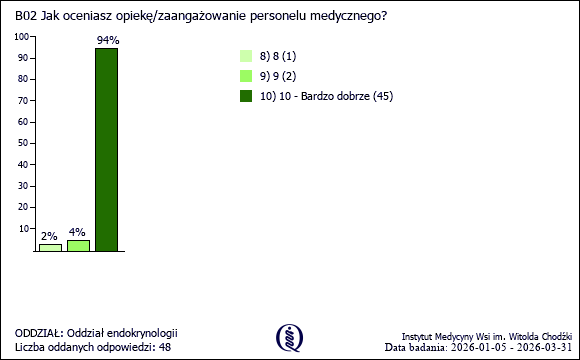 B02 Jak oceniasz opiekę/zaangażowanie personelu medycznego?
100
90
80
70
60
50
40
30
20
10
2%
4%
94%
8) 8 (1)
9) 9 (2)
10) 10 - Bardzo dobrze (45)
ODDZIAŁ: Oddział endokrynologii
Liczba oddanych odpowiedzi: 48
Instytut Medycyny Wsi im. Witolda Chodźki
Data badania: 2026-01-05 - 2026-03-31